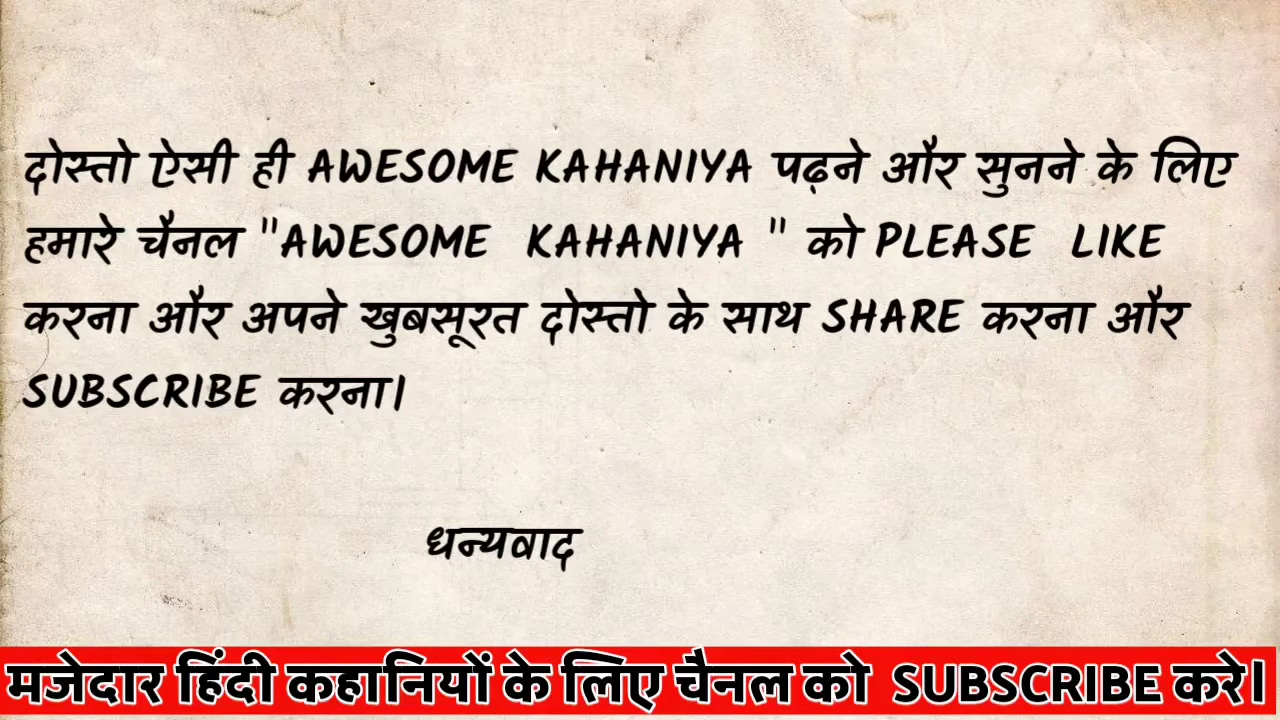 दोस्तो ऐसी ही AWESOME KAHANIYA पढ़ने और सुनने के लिए
हमारे चैनल "AWESOME KAHANIYA " को PLEASE LIKE
करना और अपने खुबसूरत दोस्तो के साथ SHARE करना और
SUBSCRIBE करना।
धन्यवाद
मजेदार हिंदी कहानियों के लिए चैनल को SUBSCRIBE करे।